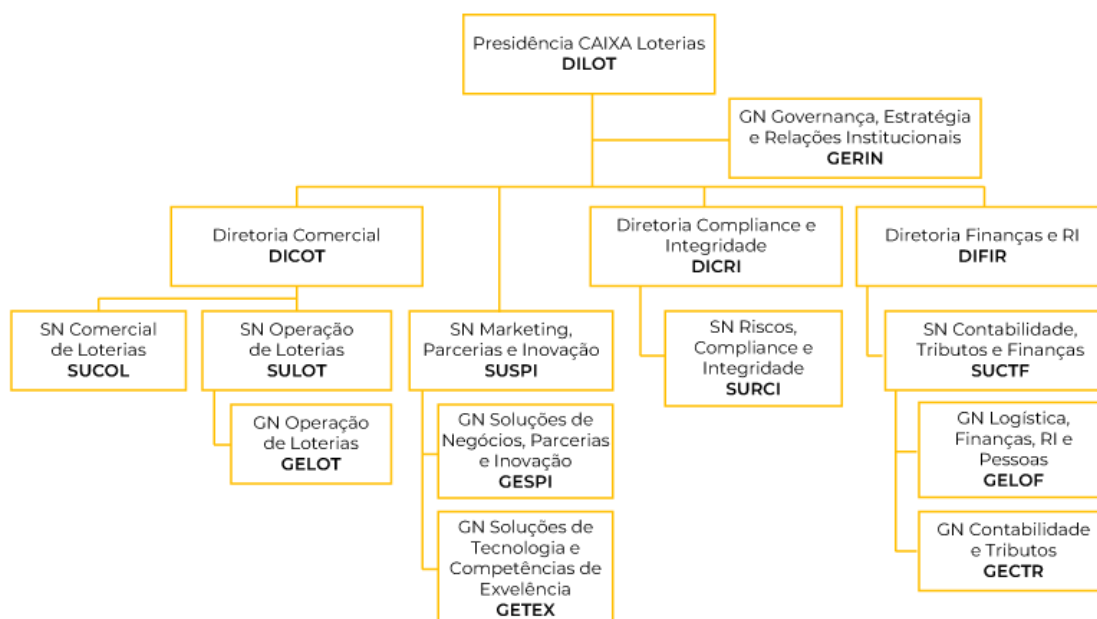 Presidência CAIXA Loterias
DILOT
GN Governança, Estratégia
e Relações Institucionais
GERIN
Diretoria Comercial
DICOT
Diretoria Compliance e
Integridade
DICRI
Diretoria Finanças e RI
DIFIR
SN Comercial
de Loterias
SUCOL
SN Operação
de Loterias
SULOT
SN Marketing,
Parcerias e Inovação
SUSPI
SN Riscos,
Compliance e
Integridade
SURCI
SN Contabilidade,
Tributos e Finanças
SUCTF
GN Operação
de Loterias
GELOT
GN Soluções de
Negócios, Parcerias
e Inovação
GESPI
GN Logística,
Finanças, RI e
Pessoas
GELOF
GN Soluções de
Tecnologia e
Competências de
Exvelência
GETEX
GN Contabilidade
e Tributos
GECTR